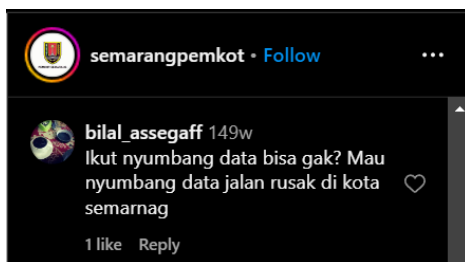 semarangpemkot • Follow
bilal_assegaff 149w
Ikut nyumbang data bisa gak? Mau
nyumbang data jalan rusak di kota
semarnag
1 like Reply